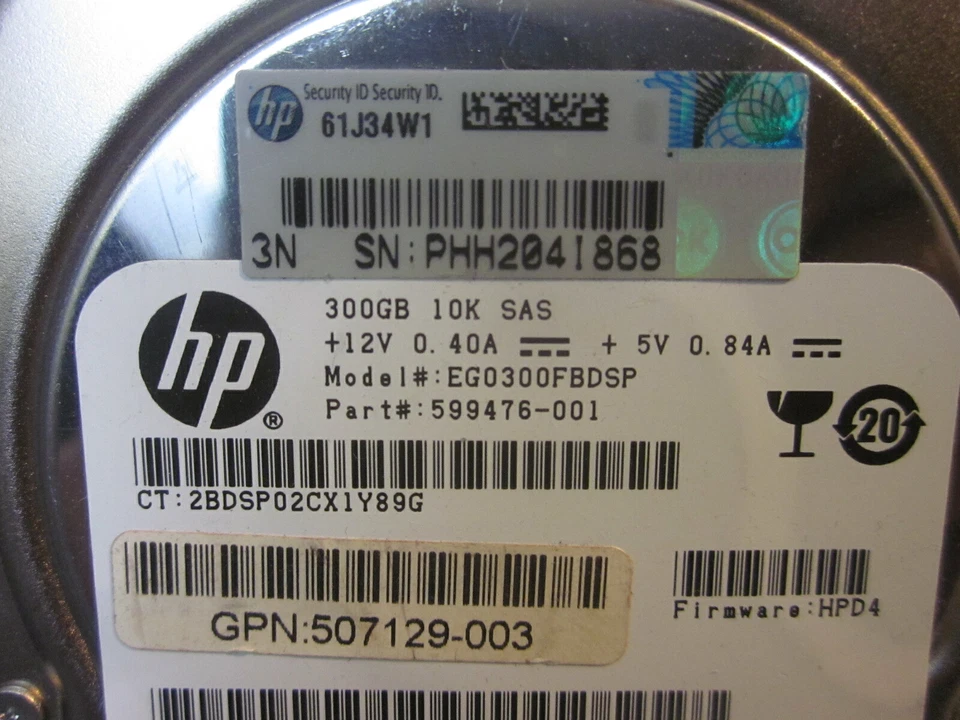 hp Security ID Security ID.
61J34W1
3N SN:PHH204I868
hp®
300GB 10K SAS
+12V 0.40A + 5V 0.84A
Model#:EG0300FBDSP
Part#:599476-001
20
CT:2BDSP02CX1Y89G
GPN:507129-003
Firmware:HPD4